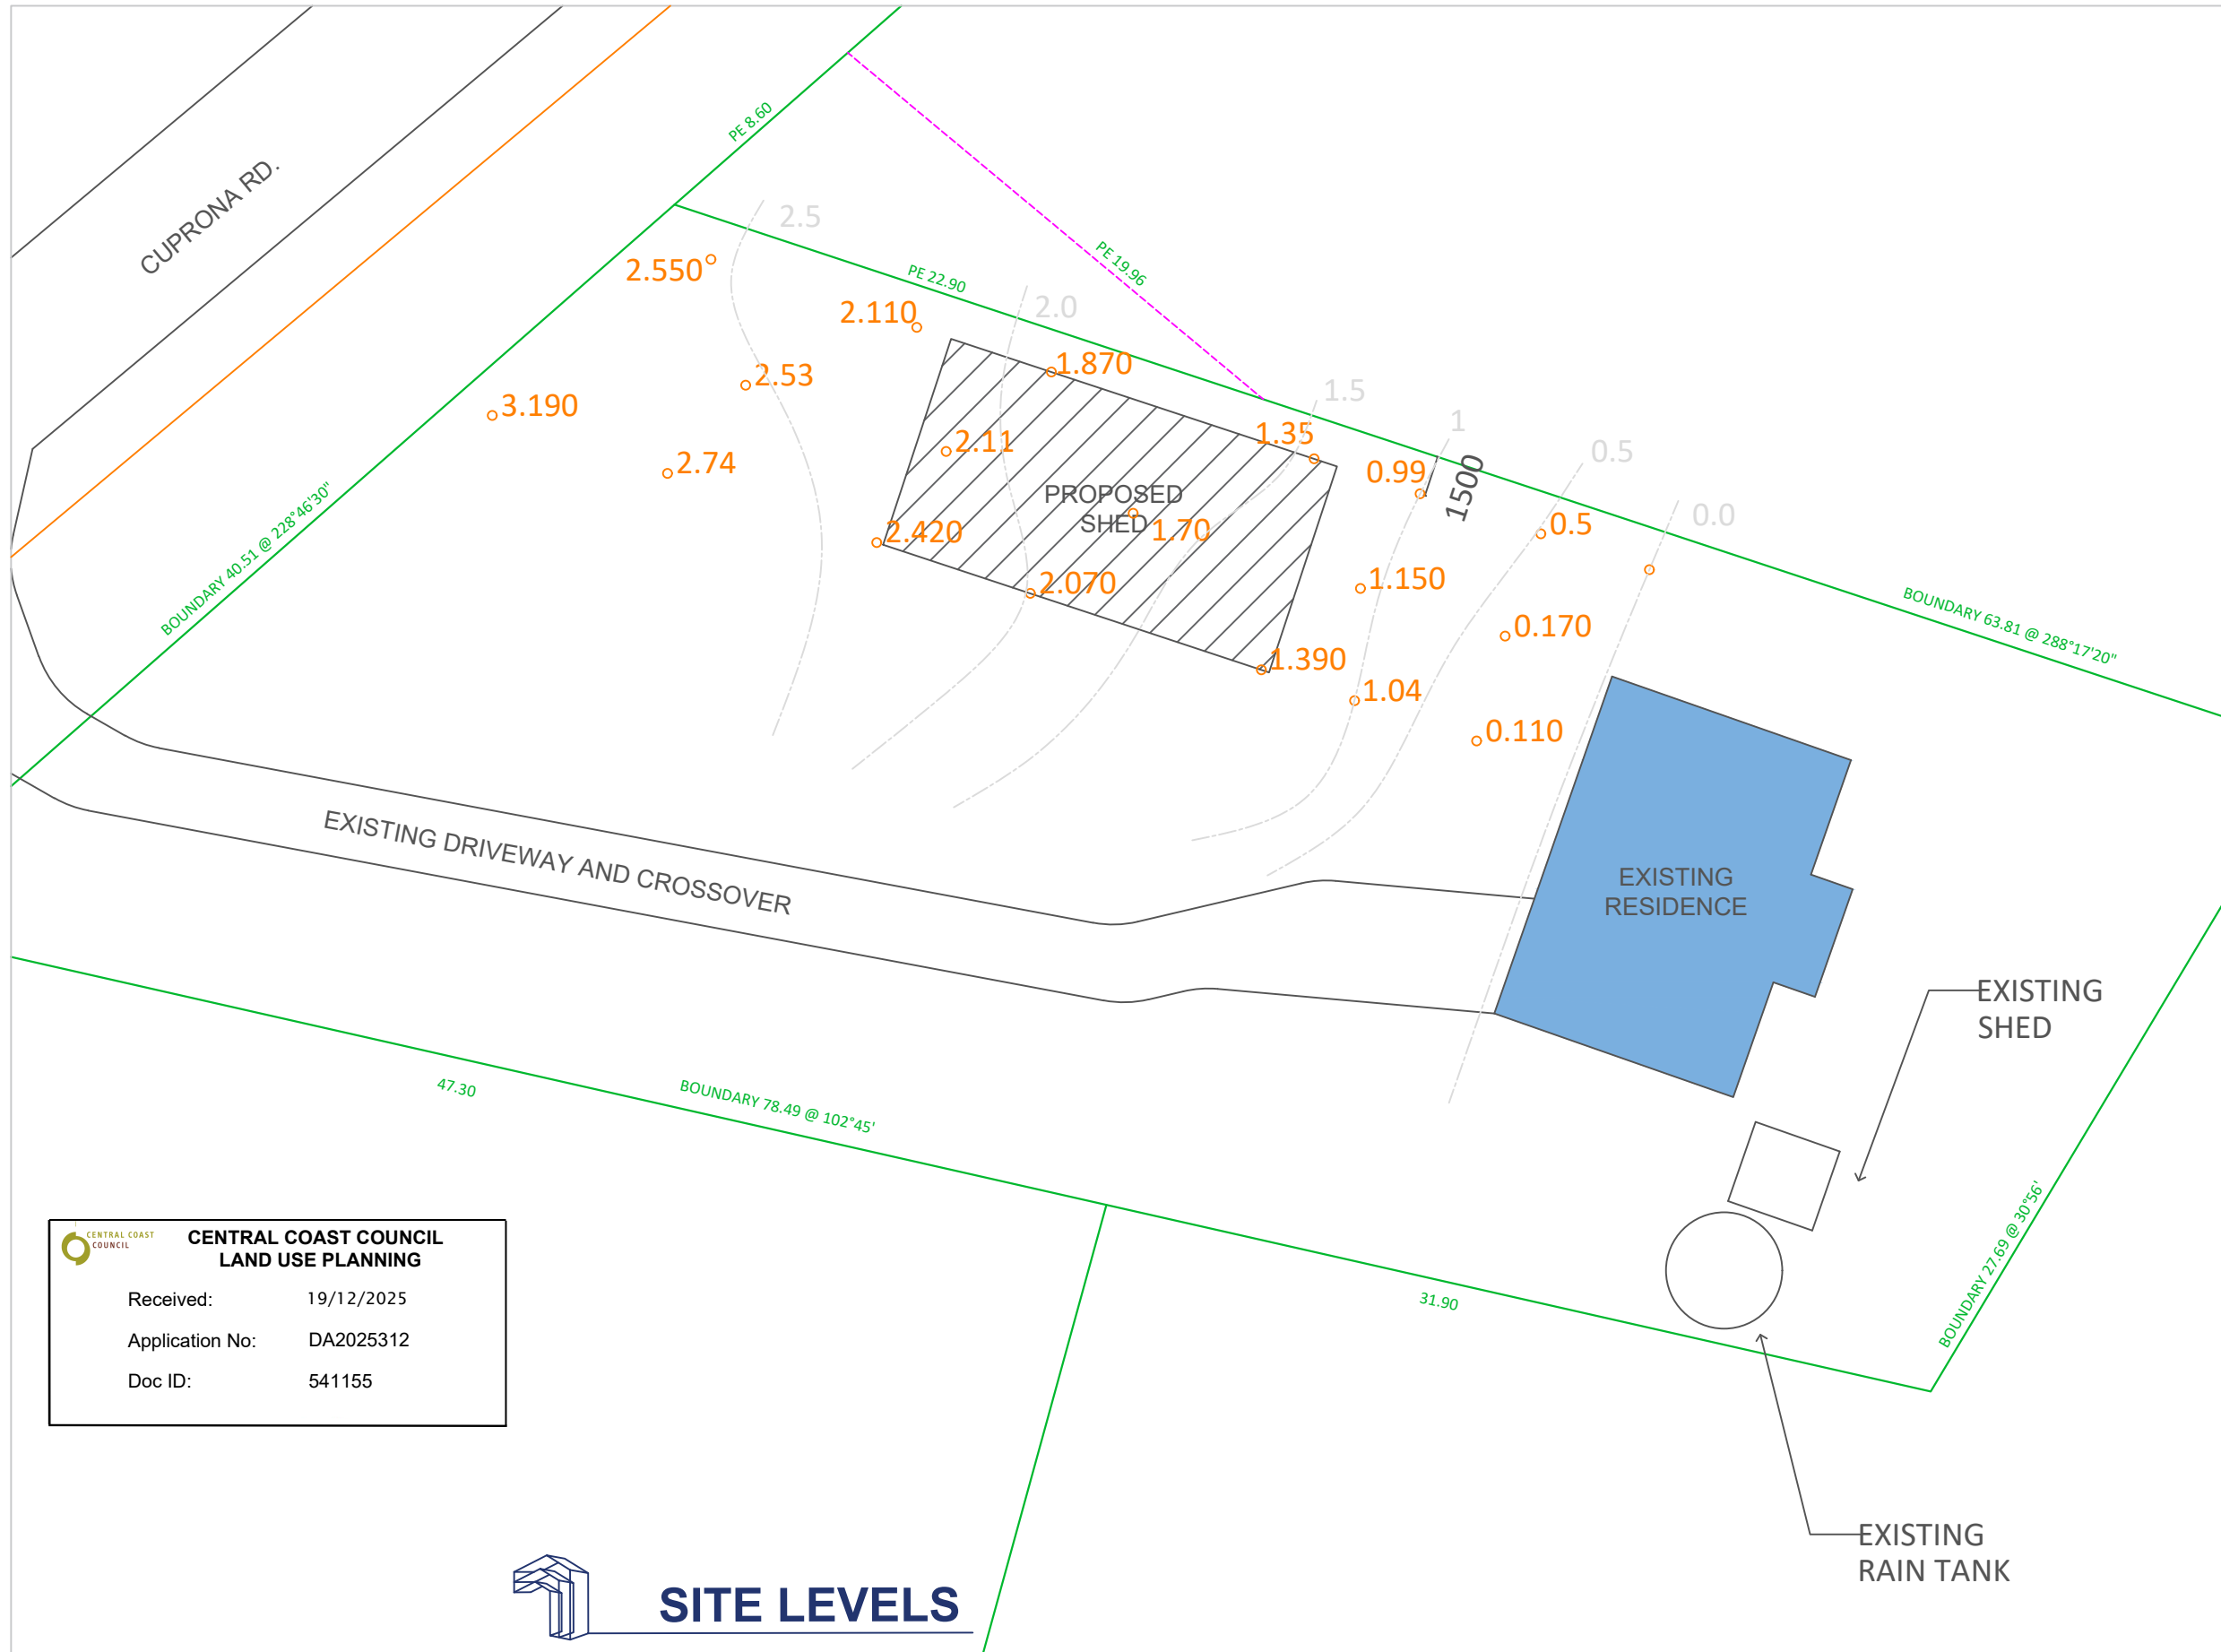 CUPRONA RD.
PE 8.60
2.5
2.550
PE 22.90
PE 19.96
2.110
2.0
1.870
2.53
3.190
1.5
1
1.35
2.11
2.74
0.99
1500
0.5
0.0
PROPOSED
SHED
1.70
2.420
0.5
2.070
1.150
0.170
1.390
1.04
0.110
BOUNDARY 40.51 @ 228°46'30"
BOUNDARY 63.81 @ 288°17'20"
EXISTING DRIVEWAY AND CROSSOVER
EXISTING
RESIDENCE
EXISTING
SHED
47.30
BOUNDARY 78.49 @ 102°45'
31.90
BOUNDARY 27.69 @ 30°56'
CENTRAL COAST
COUNCIL
CENTRAL COAST COUNCIL
LAND USE PLANNING
Received: 19/12/2025
Application No: DA2025312
Doc ID: 541155
EXISTING
RAIN TANK
SITE LEVELS